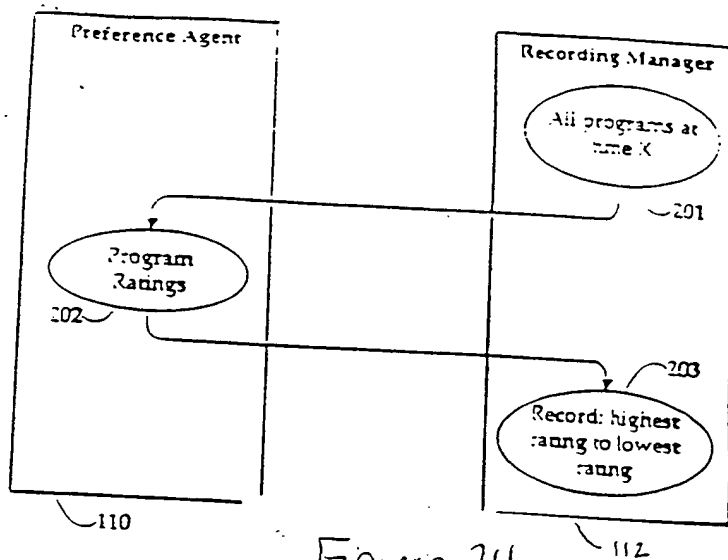 Preference Agent
Recording Manager
All programs at
time X
201
Program
Ratings
202
203
Record: highest
rating to lowest
rating
110
112
Figure